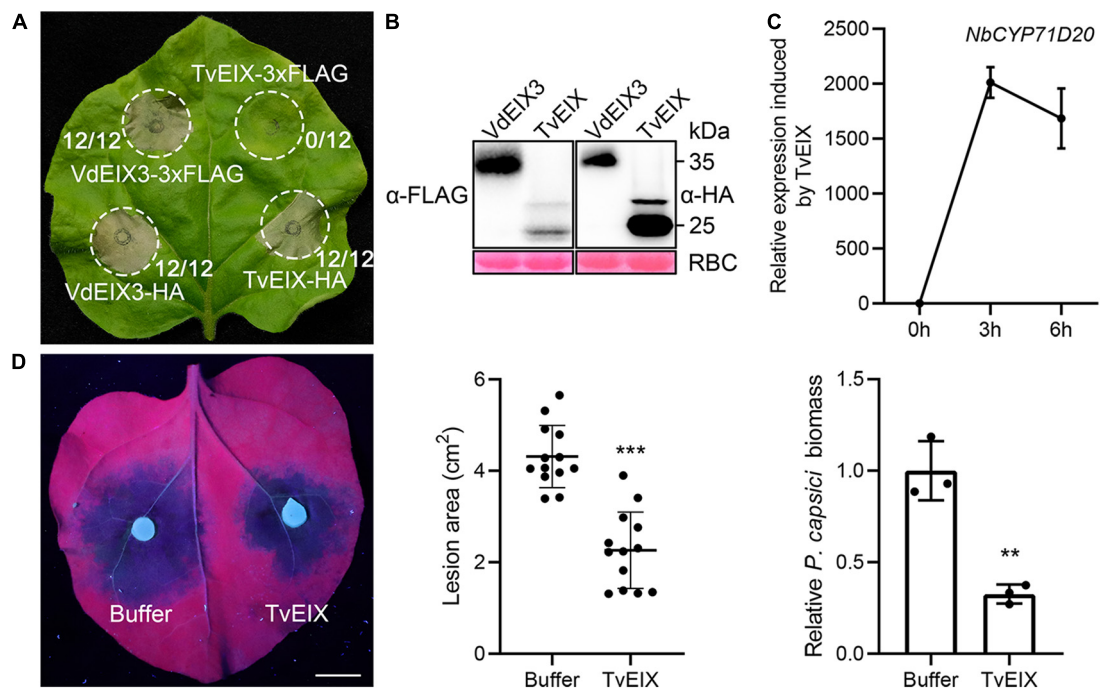 A
TvEIX-3xFLAG
12/12
0/12
VdEIX3-3xFLAG
12/12
12/12
VdEIX3-HA
TvEIX-HA
B
VdEIX3
TvEIX
VdEIX3
TvEIX
kDa
35
α-FLAG
α-HA
25
RBC
C
NbCYP71D20
Relative expression induced
by TvEIX
2500
2000
1500
1000
500
0
0h
3h
6h
D
Buffer
TvEIX
Lesion area (cm2)
6
4
2
0
***
Buffer
TvEIX
Relative P. capsici biomass
1.5
1.0
0.5
0.0
**
Buffer
TvEIX